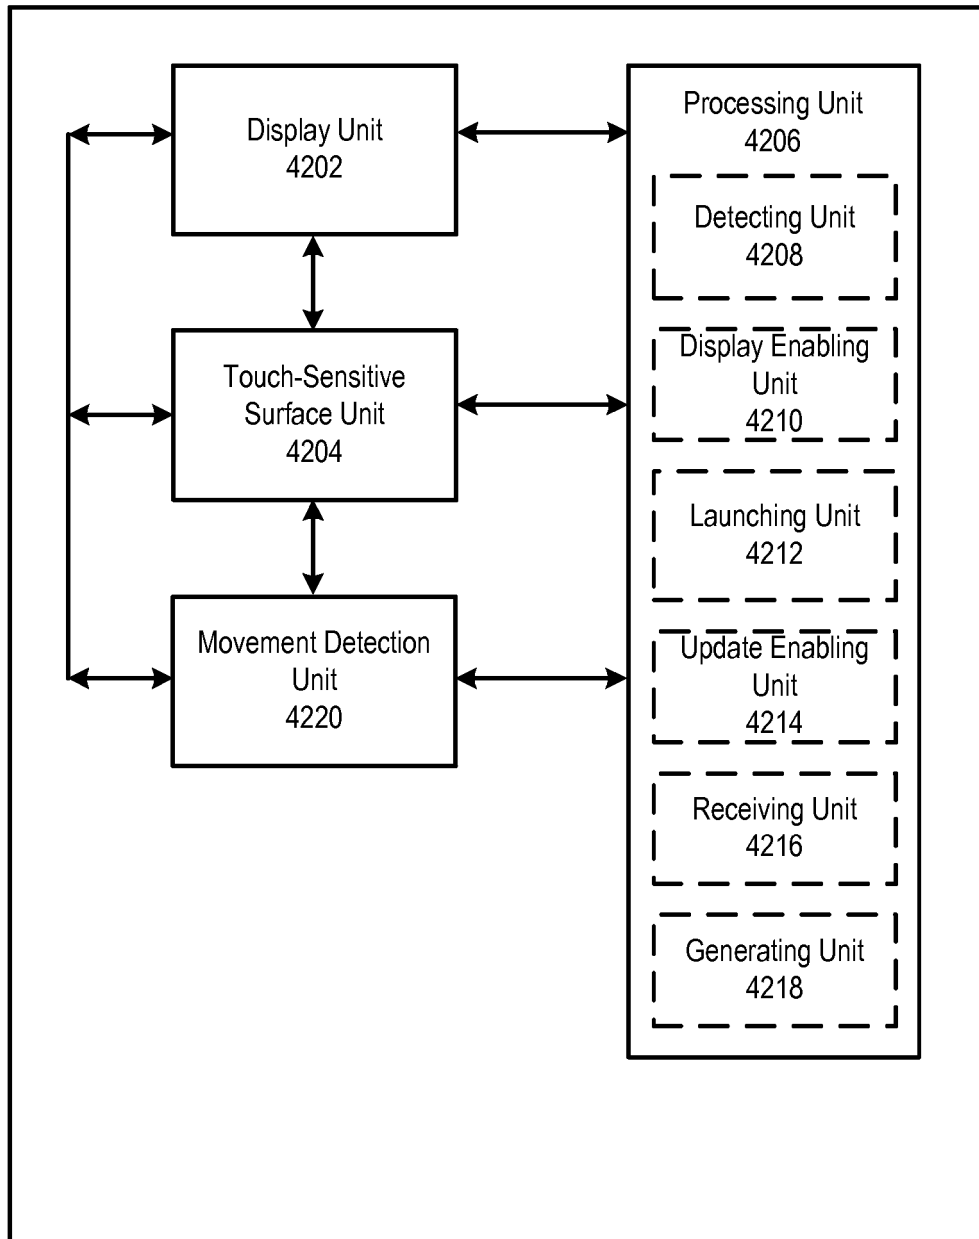 Display Unit
4202
Touch-Sensitive
Surface Unit
4204
Movement Detection
Unit
4220
Processing Unit
4206
Detecting Unit
4208
Display Enabling
Unit
4210
Launching Unit
4212
Update Enabling
Unit
4214
Receiving Unit
4216
Generating Unit
4218